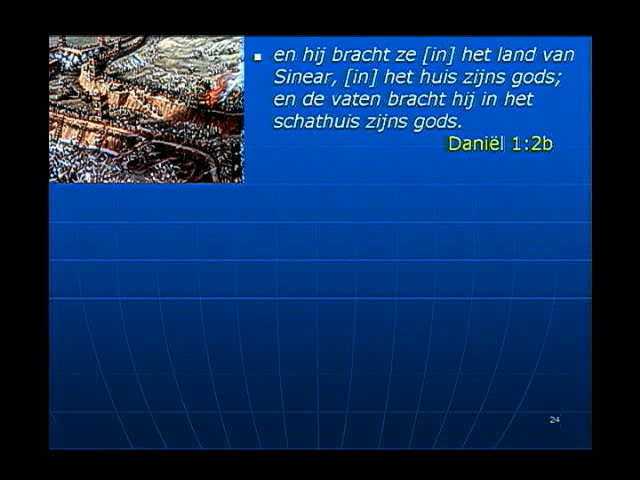 en hij bracht ze [in] het land van
Sinear, [in] het huis zijns gods;
en de vaten bracht hij in het
schathuis zijns gods.
Daniël 1:2b
24